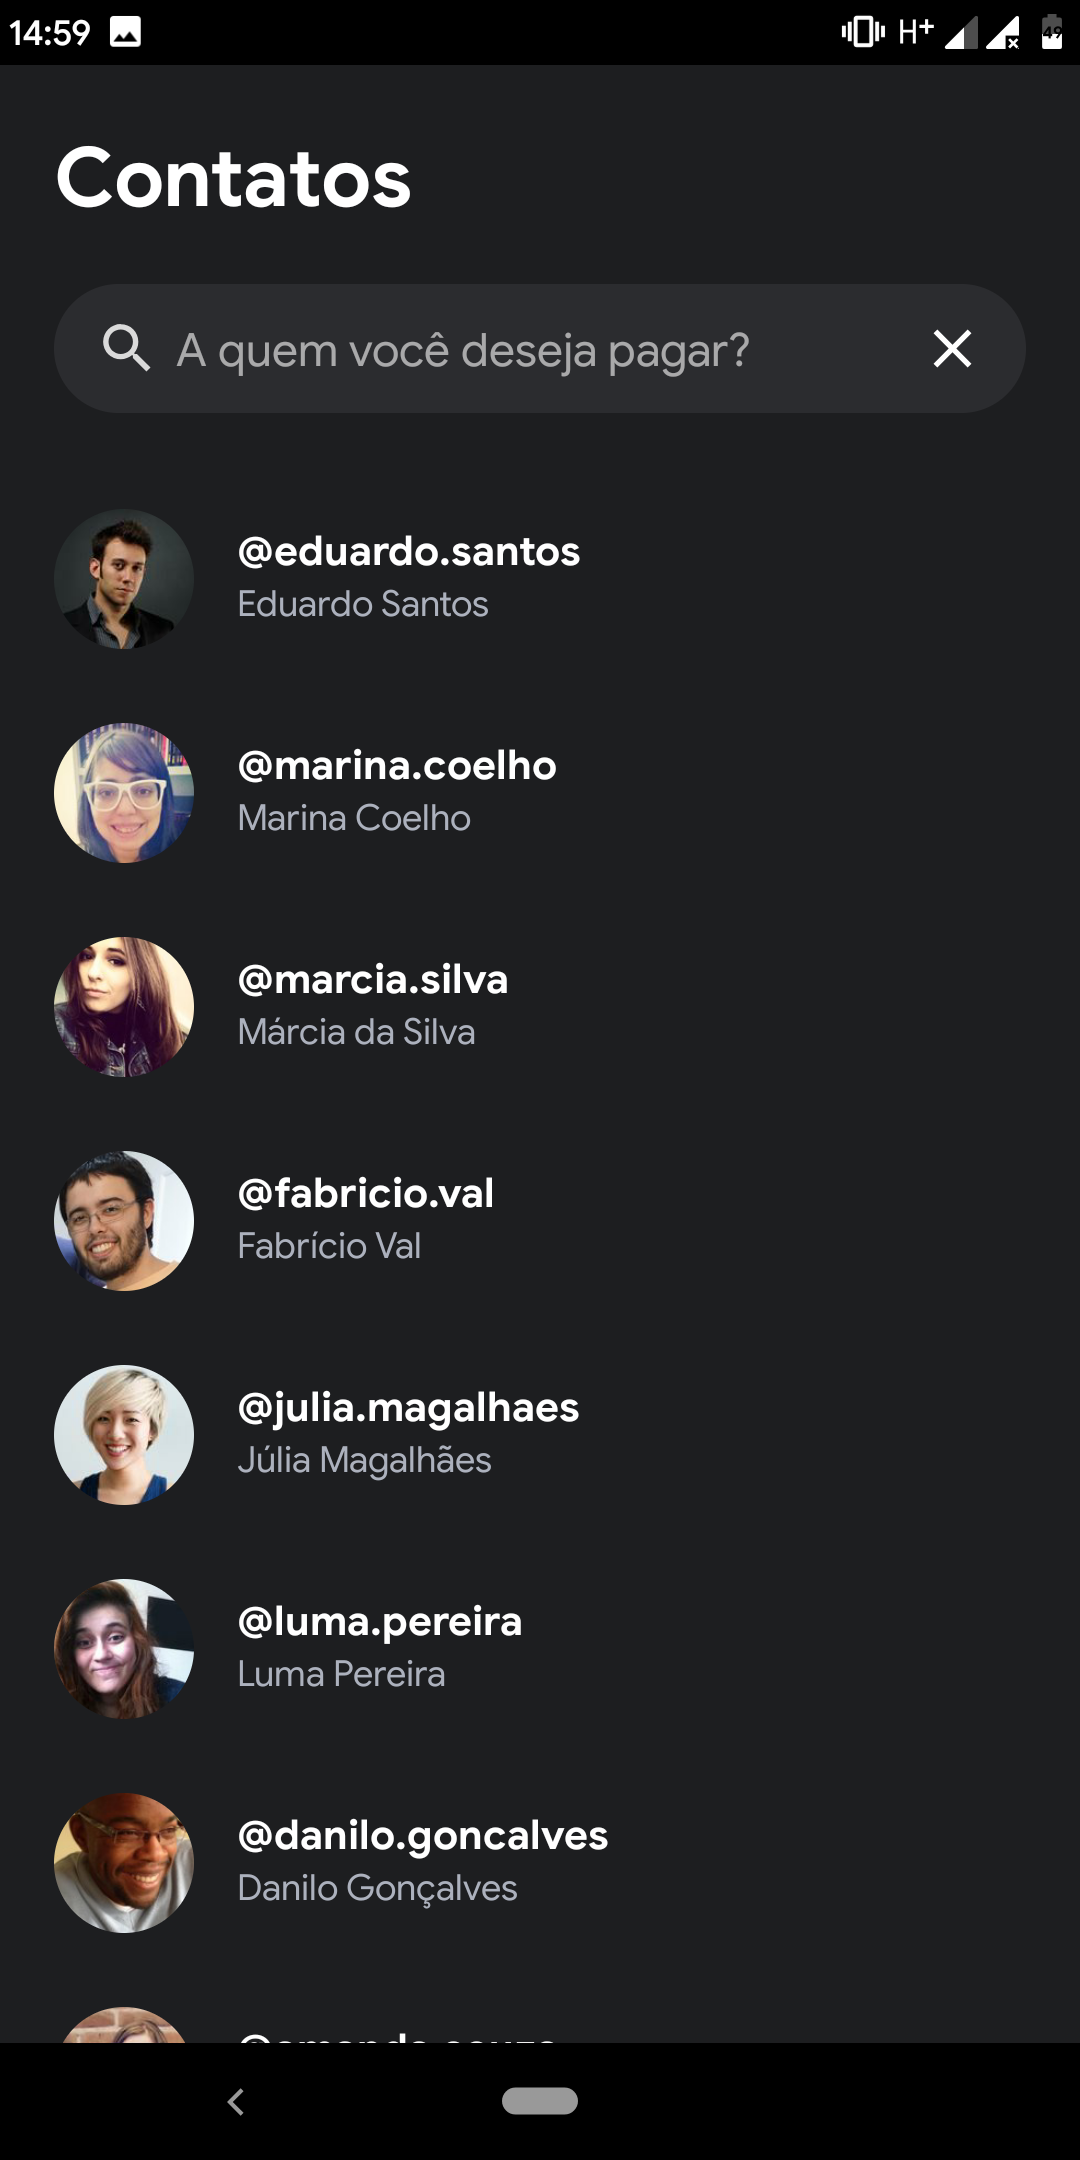 14:59
H+
49
Contatos
A quem você deseja pagar?
@eduardo.santos
Eduardo Santos
@marina.coelho
Marina Coelho
@marcia.silva
Márcia da Silva
@fabricio.val
Fabrício Val
@julia.magalhaes
Júlia Magalhães
@luma.pereira
Luma Pereira
@danilo.goncalves
Danilo Gonçalves